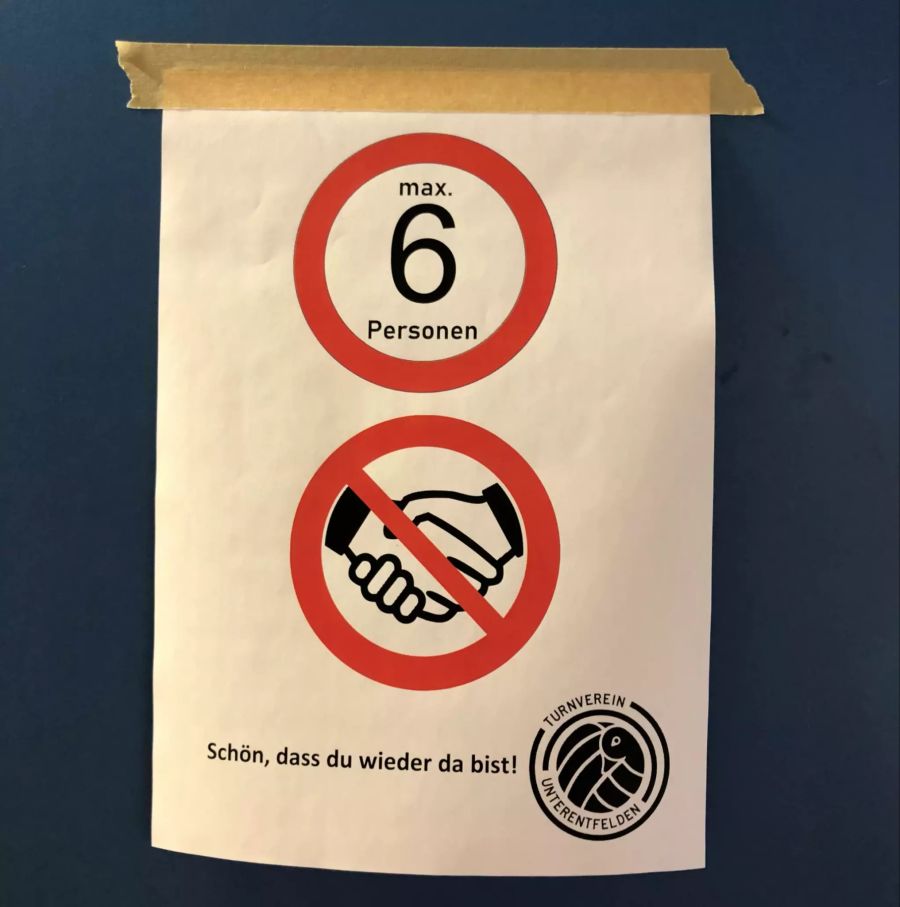 max.
6
Personen
Schön, dass du wieder da bist!
TURNVEREIN
UNTERENTFELDEN